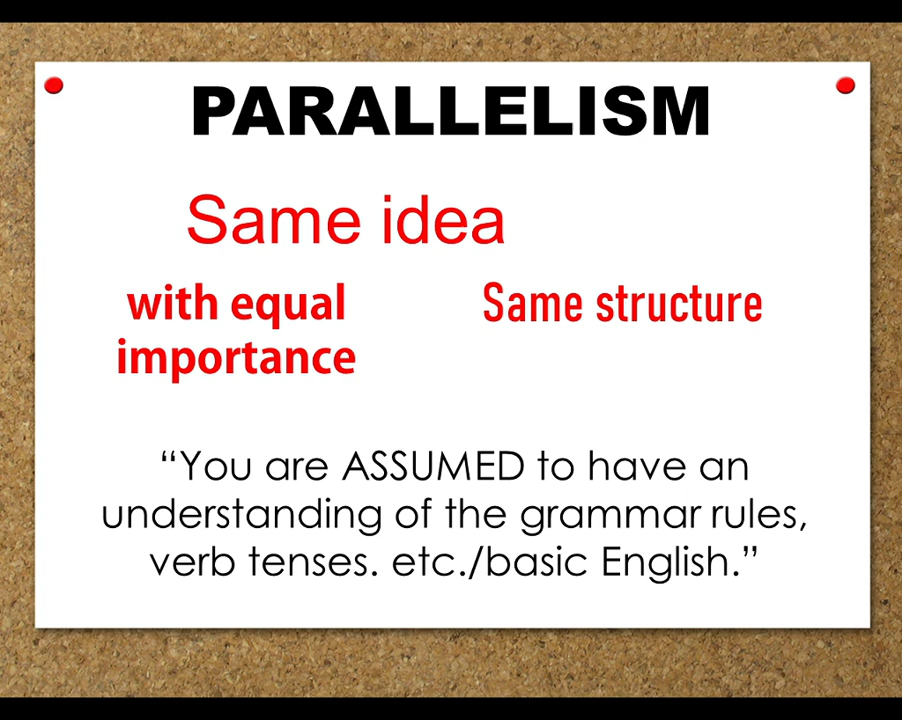 PARALLELISM
Same idea
with equal
importance
Same structure
“You are ASSUMED to have an
understanding of the grammar rules,
verb tenses. etc./basic English.”